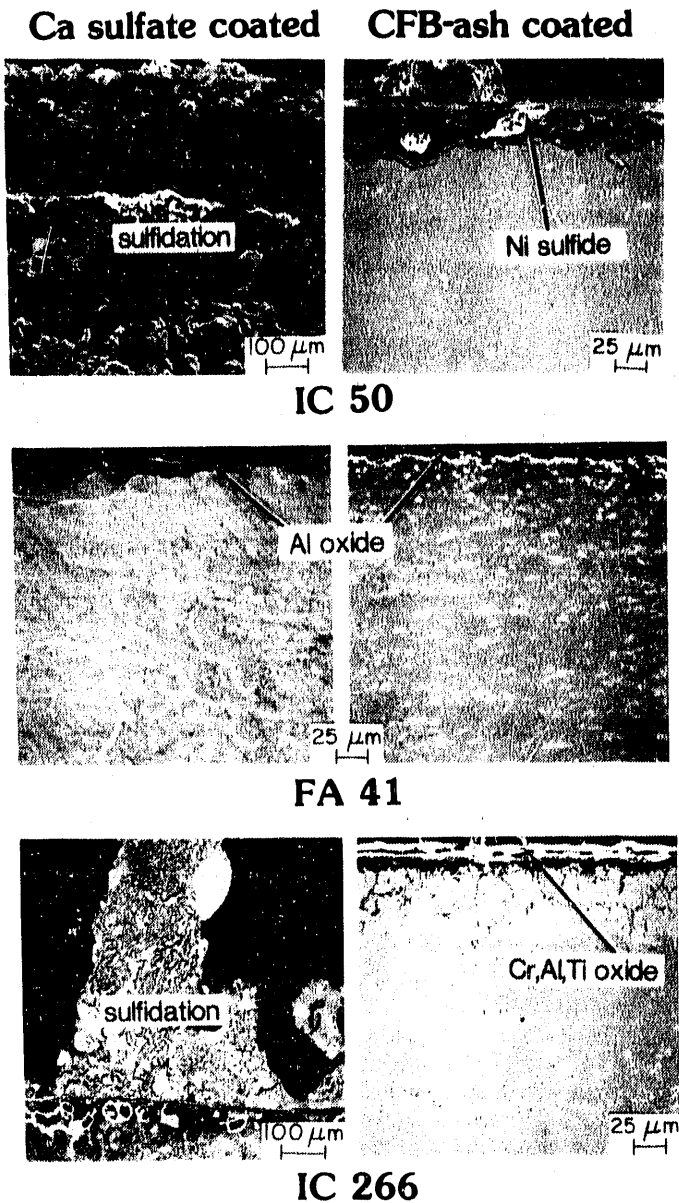 Ca sulfate coated
CFB-ash coated
sulfidation
100 μm
Ni sulfide
25 μm
IC 50
Al oxide
25 μm
FA 41
sulfidation
100 μm
Cr,Al,Ti oxide
25 μm
IC 266